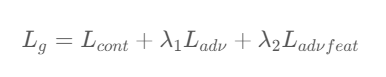 L_g = L_{cont} + λ_1 L_{adv} + λ_2 L_{advfeat}